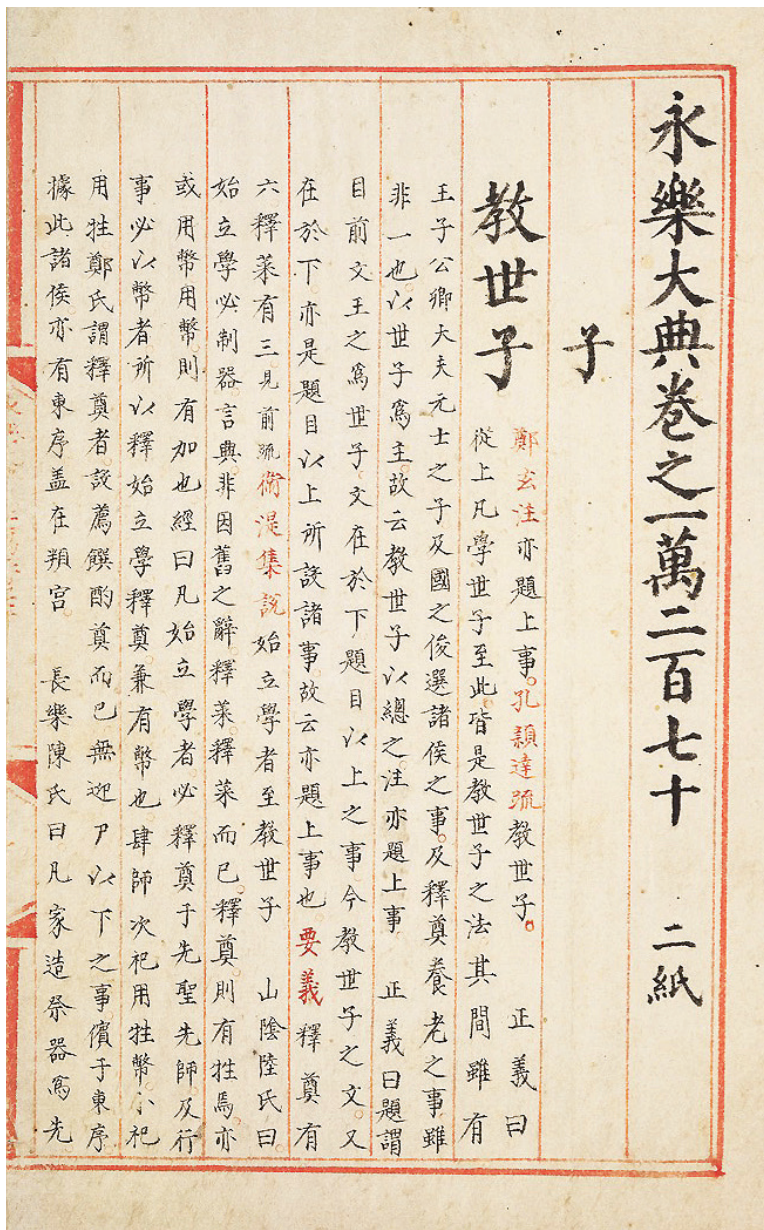 永樂大典卷之一萬二百七十 二紙
子
教世子
鄭玄注亦題上事。孔穎達疏教世子。 正義曰
從上凡學世子至此。皆是教世子之法。其間雖有
王子公卿大夫元士之子及國之俊選諸侯之事。及釋奠養老之事。雖
非一也。以世子爲主。故云教世子以總之。注亦題上事 正義曰題謂
目前文王之爲世子。文在於下題目以上之事今教世子之文。又
在於下亦是題目以上所設諸事。故云亦題上事也。要義釋奠有
六釋菜有三。見前疏衞湜集說始立學者至教世子 山陰陸氏曰。
始立學必制器。言興。非因舊之辭。釋菜。釋菜而已。釋奠。則有牲焉。亦
或用幣。用幣。則有加也經曰凡始立學者必釋奠于先聖先師及行
事必以幣者所以釋始立學釋奠兼有幣也。肆師次祀用牲幣。小祀
用牲。鄭氏謂釋奠者設薦饌酌奠而已無迎尸以下之事。儐于東序
據此諸侯亦有東序蓋在頖宮。 長樂陳氏曰凡家造祭器爲先